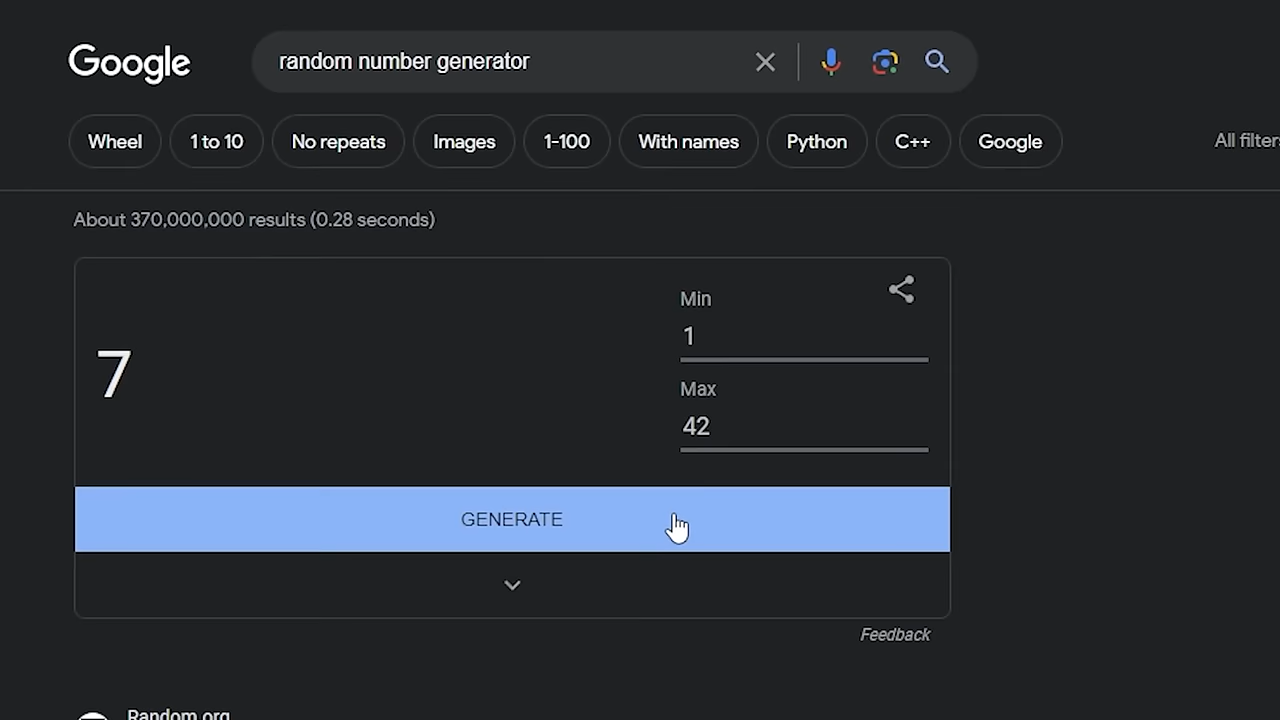 Google
random number generator
Wheel
1 to 10
No repeats
Images
1-100
With names
Python
C++
Google
All filter
About 370,000,000 results (0.28 seconds)
7
Min
1
Max
42
GENERATE
Feedback
Random.org